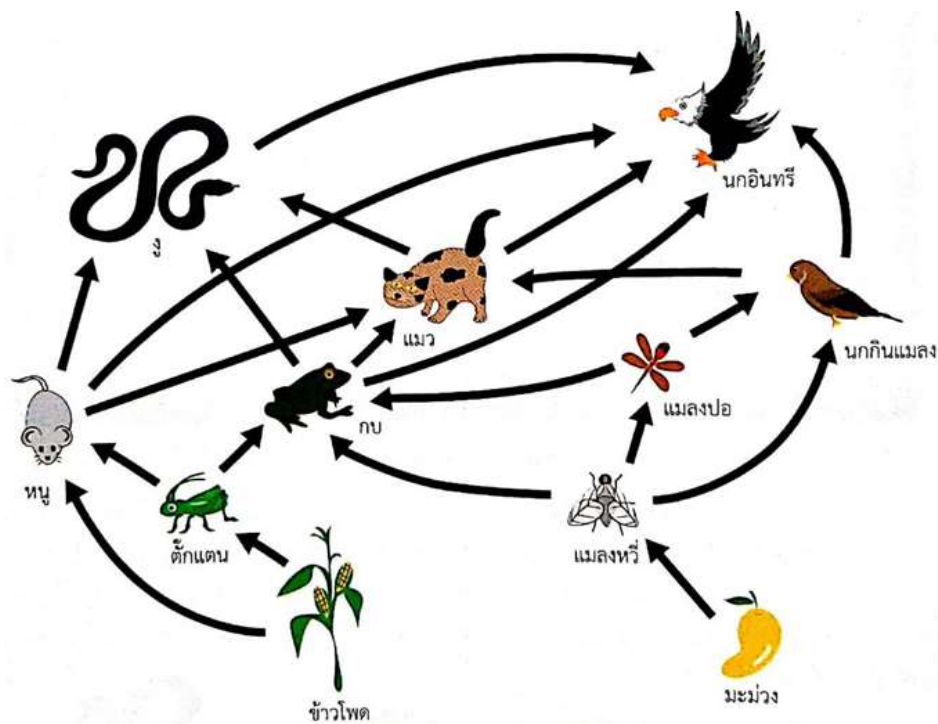 นกอินทรี
งู
แมว
นกกินแมลง
แมลงปอ
กบ
หนู
ตั๊กแตน
แมลงหวี่
ข้าวโพด
มะม่วง